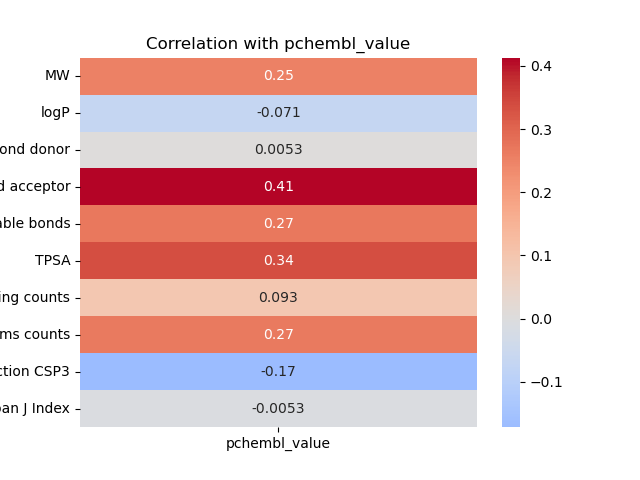 Correlation with pchembl_value
MW 0.25
logP -0.071
ond donor 0.0053
d acceptor 0.41
able bonds 0.27
TPSA 0.34
ing counts 0.093
ms counts 0.27
ction CSP3 -0.17
an J Index -0.0053
pchembl_value
0.4
0.3
0.2
0.1
0.0
−0.1